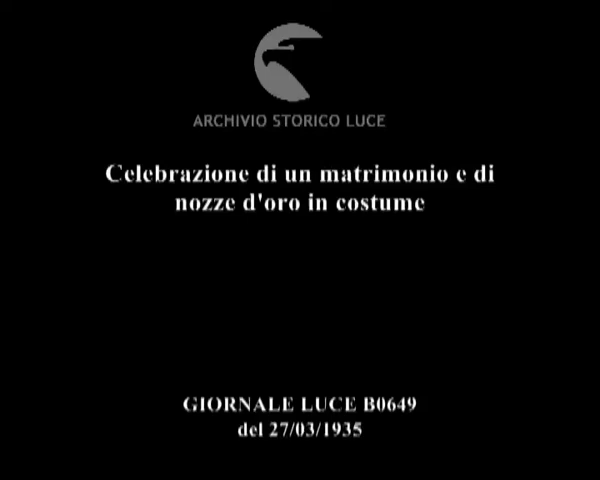 ARCHIVIO STORICO LUCE
Celebrazione di un matrimonio e di
nozze d'oro in costume
GIORNALE LUCE B0649
del 27/03/1935